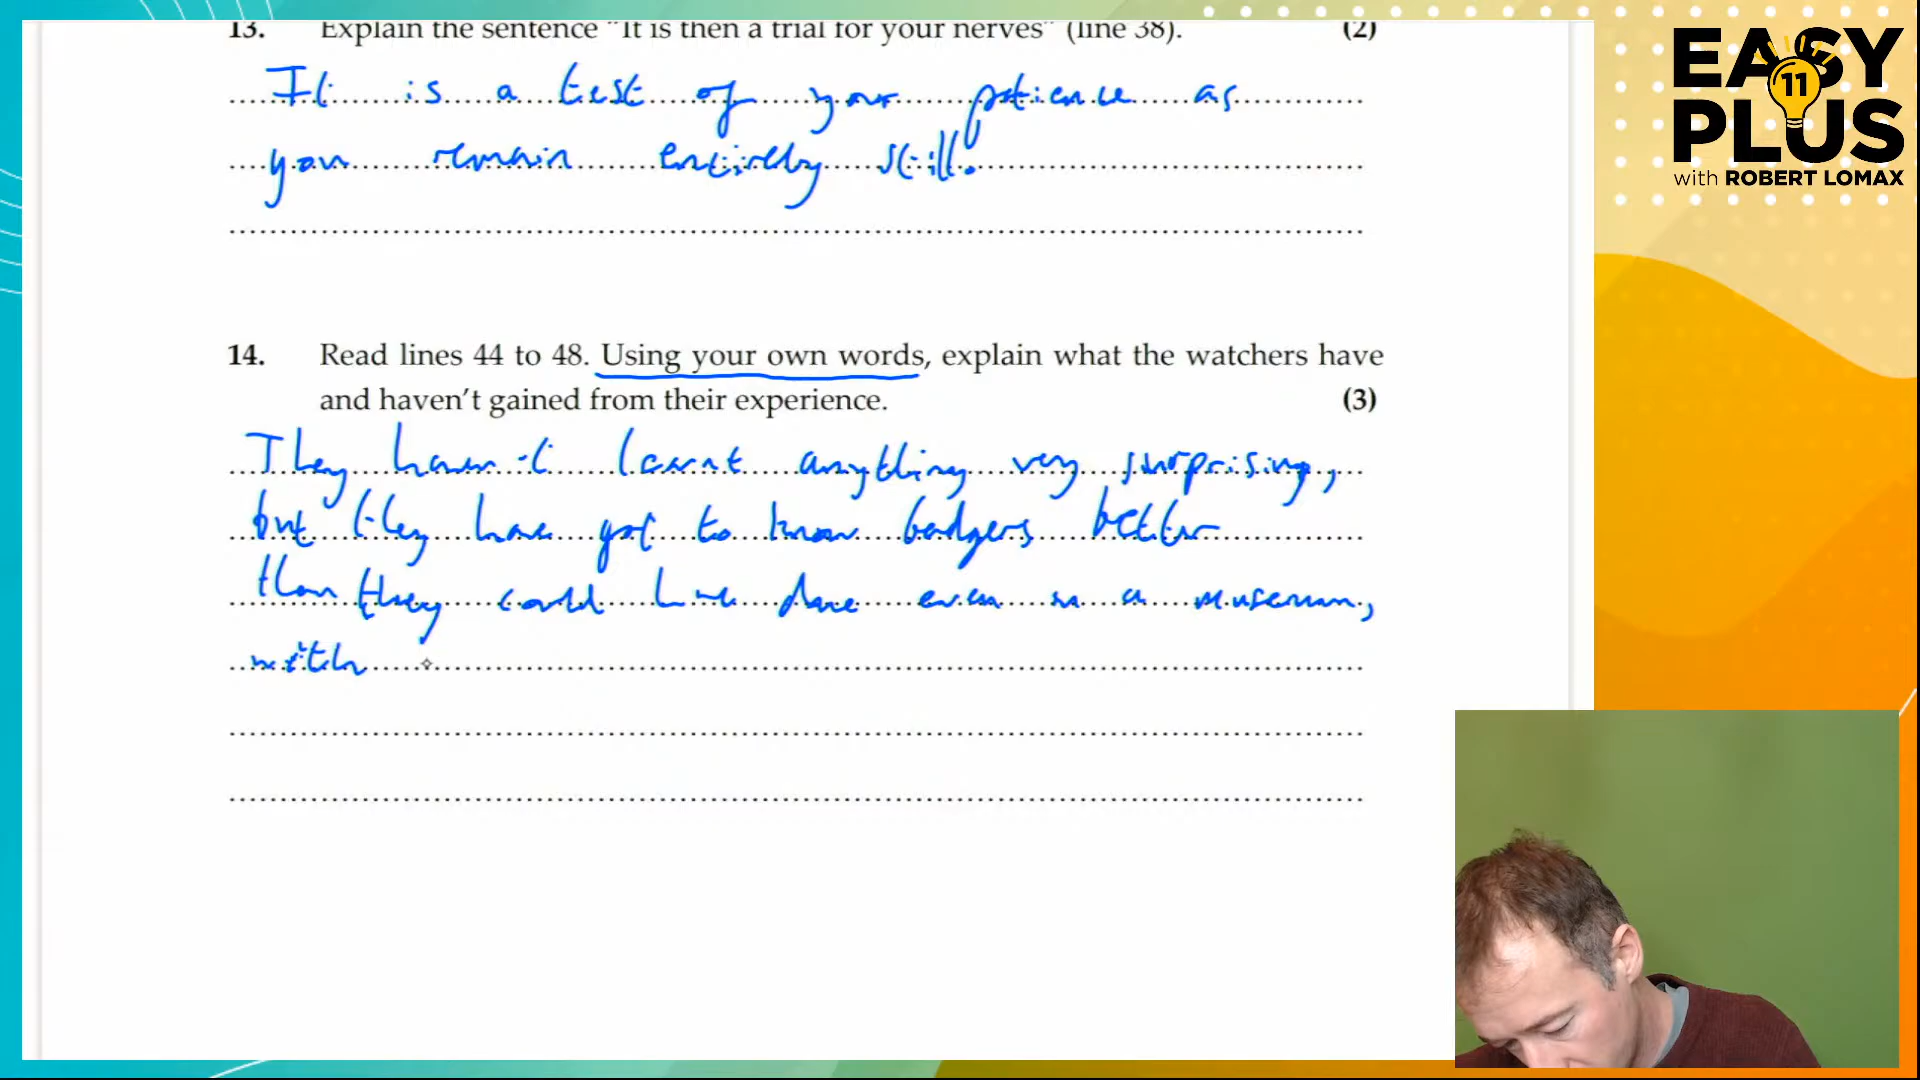 13. Explain the sentence "It is then a trial for your nerves" (line 38). (2)
It is a test of your patience as
you remain entirely still.
14. Read lines 44 to 48. Using your own words, explain what the watchers have
and haven't gained from their experience. (3)
They haven't learnt anything very surprising,
but they have got to know badgers better
than they could have done even in a museum,
with
EASY
11
PLUS
with ROBERT LOMAX